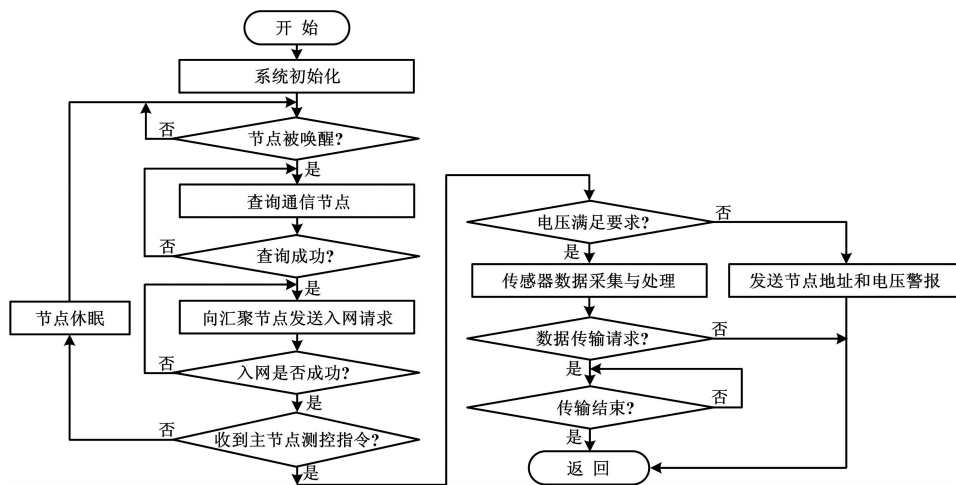 开 始
系统初始化
节点被唤醒?
否
是
查询通信节点
查询成功?
否
是
向汇聚节点发送入网请求
节点休眠
入网是否成功?
否
是
收到主节点测控指令?
否
是
电压满足要求?
否
是
传感器数据采集与处理
发送节点地址和电压警报
数据传输请求?
否
是
传输结束?
否
是
返 回